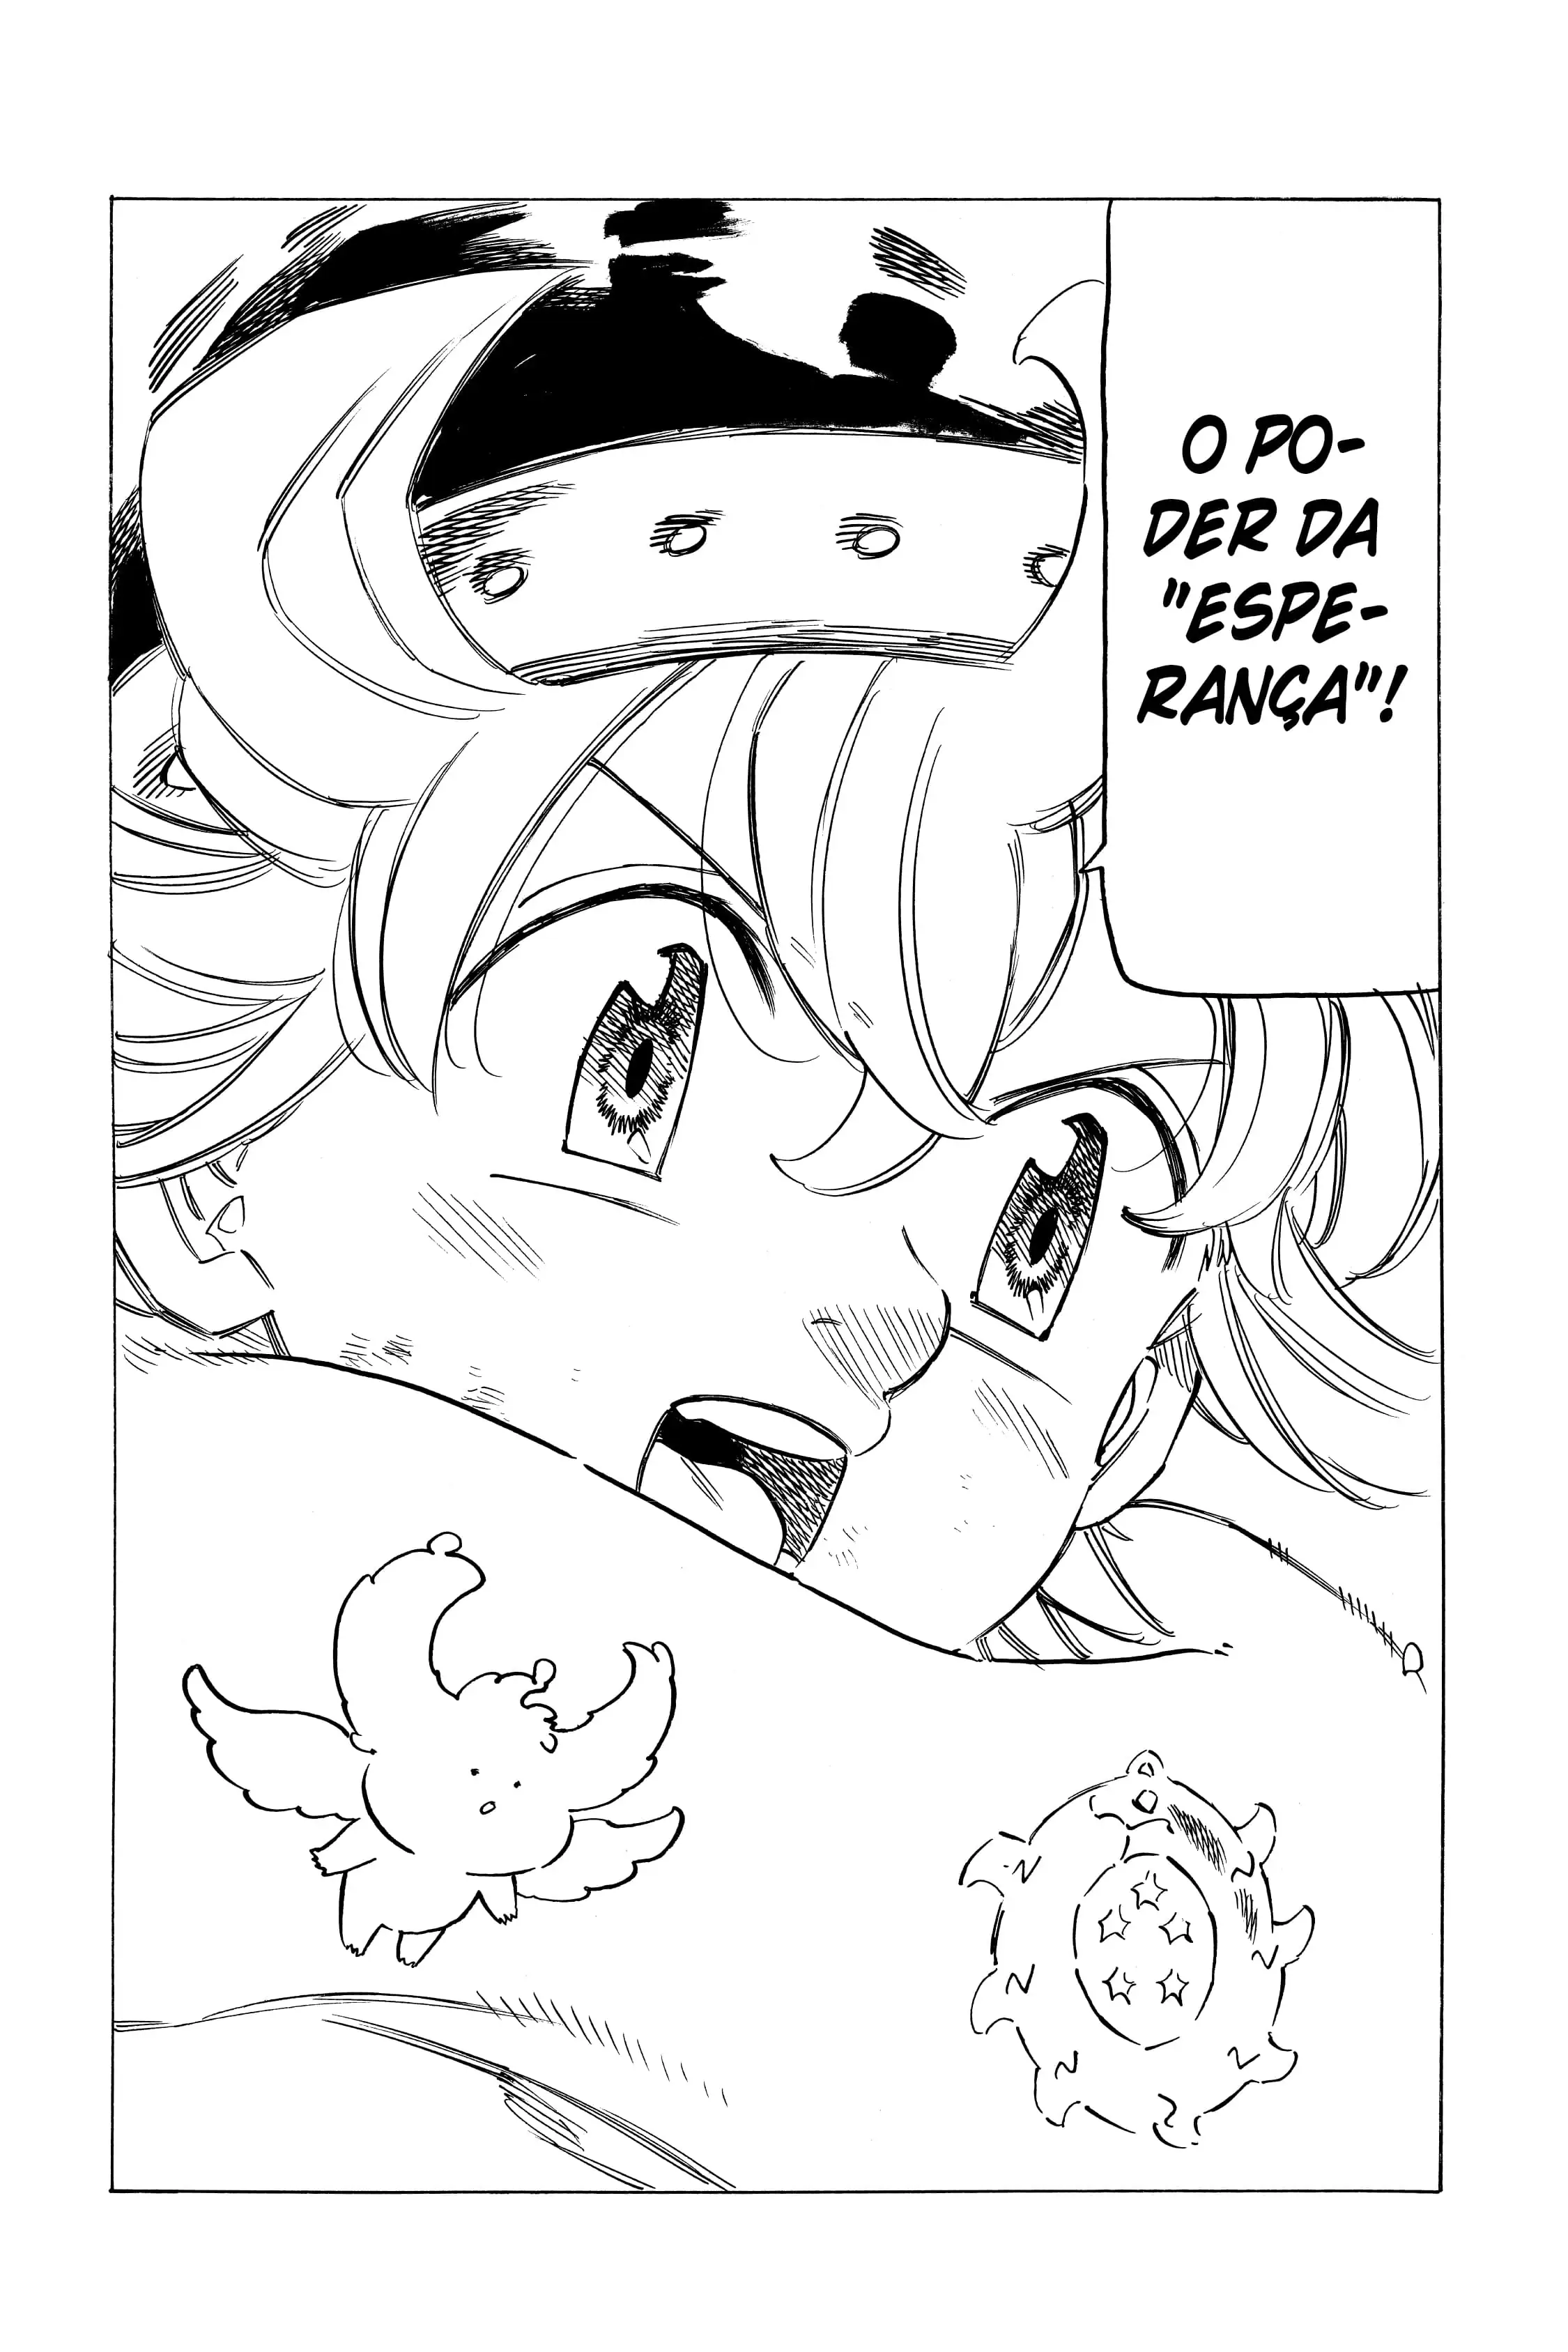 O PO-
DER DA
"ESPE-
RANÇA"!